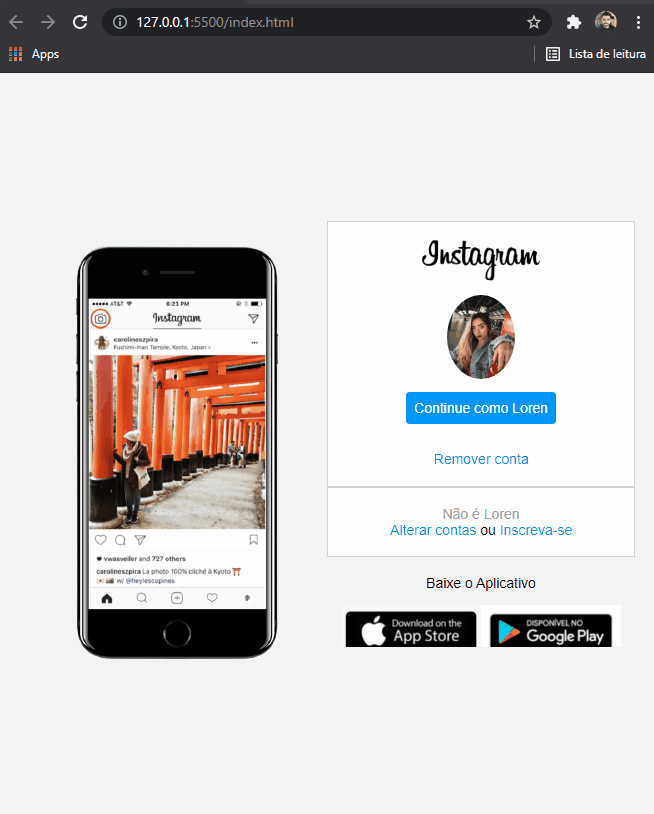 127.0.0.1:5500/index.html
Apps
Lista de leitura
AT&T 6:23 PM
Instagram
carolineszpira
Fushimi-Inari Temple, Kyoto, Japan >
vwasveiler and 727 others
carolineszpira La photo 100% cliché à Kyoto
w/ @heylescopines
Instagram
Continue como Loren
Remover conta
Não é Loren
Alterar contas ou Inscreva-se
Baixe o Aplicativo
Download on the
App Store
DISPONÍVEL NO
Google Play